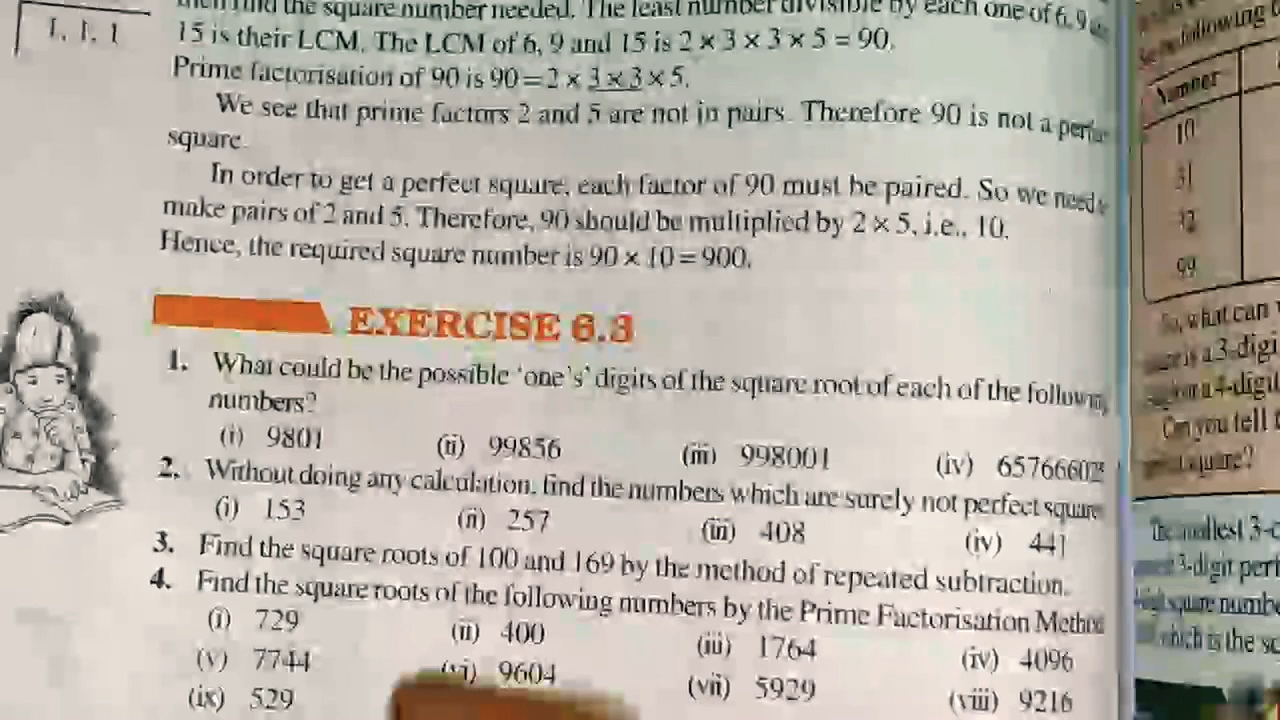 1, 1, 1
then find the square number needed. The least number divisible by each one of 6, 9
15 is their LCM. The LCM of 6, 9 and 15 is 2 × 3 × 3 × 5 = 90.
Prime factorisation of 90 is 90 = 2 × 3 × 3 × 5.
We see that prime factors 2 and 5 are not in pairs. Therefore 90 is not a
square.
In order to get a perfect square, each factor of 90 must be paired. So we need
make pairs of 2 and 5. Therefore, 90 should be multiplied by 2 × 5, i.e., 10.
Hence, the required square number is 90 × 10 = 900.
EXERCISE 6.3
1. What could be the possible 'one's' digits of the square root of each of the following
numbers?
(i) 9801 (ii) 99856 (iii) 998001 (iv) 657666025
2. Without doing any calculation, find the numbers which are surely not perfect square
(i) 153 (ii) 257 (iii) 408 (iv) 441
3. Find the square roots of 100 and 169 by the method of repeated subtraction.
4. Find the square roots of the following numbers by the Prime Factorisation Method
(i) 729 (ii) 400 (iii) 1764 (iv) 4096
(v) 7744 (vi) 9604 (vii) 5929 (viii) 9216
(ix) 529
following
Number
10
31
32
99
So, what can
is a 3-digi
a 4-digit
Can you tell
square?
The smallest 3-d
3-digit perf
square numbe
which is the sq